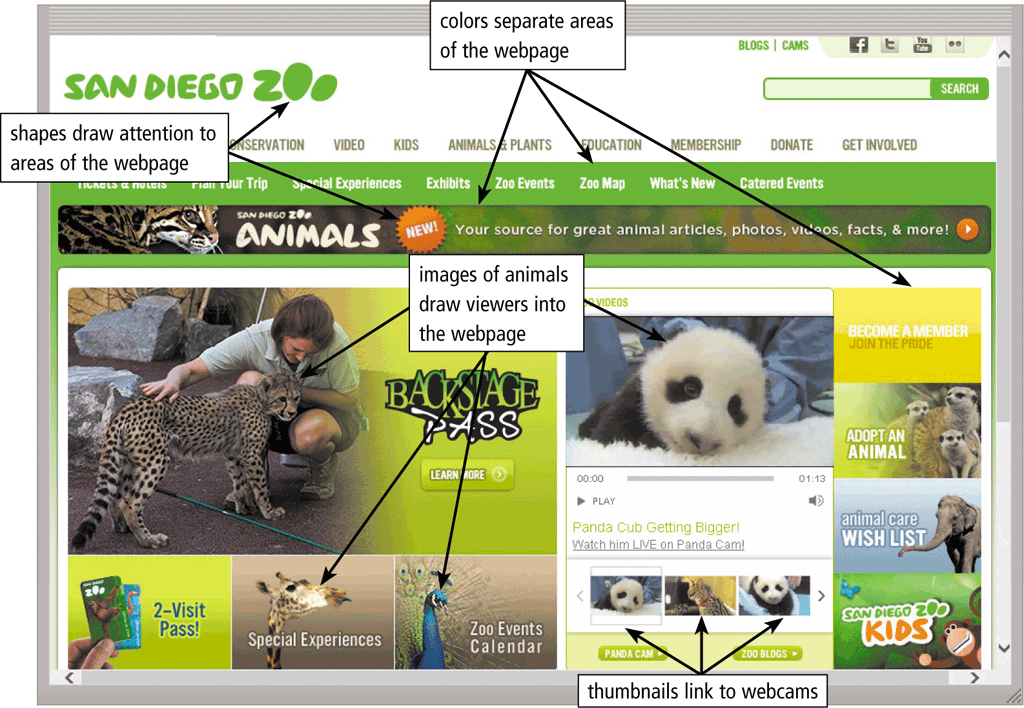 colors separate areas
of the webpage
BLOGS | CAMS
You
Tube
SAN DIEGO ZOO
SEARCH
shapes draw attention to
areas of the webpage
ONSERVATION VIDEO KIDS ANIMALS & PLANTS EDUCATION MEMBERSHIP DONATE GET INVOLVED
Tickets & Hotels Plan Your Trip Special Experiences Exhibits Zoo Events Zoo Map What's New Catered Events
SAN DIEGO ZOO
ANIMALS
NEW!
Your source for great animal articles, photos, videos, facts, & more!
images of animals
draw viewers into
the webpage
VIDEOS
BECOME A MEMBER
JOIN THE PRIDE
BACKSTAGE
PASS
LEARN MORE
ADOPT AN
ANIMAL
00:00 01:13
PLAY
Panda Cub Getting Bigger!
Watch him LIVE on Panda Cam!
animal care
WISH LIST
ZOO
2-Visit
Pass!
Special Experiences
Zoo Events
Calendar
SAN DIEGO ZOO
KIDS
PANDA CAM
ZOO BLOGS
thumbnails link to webcams